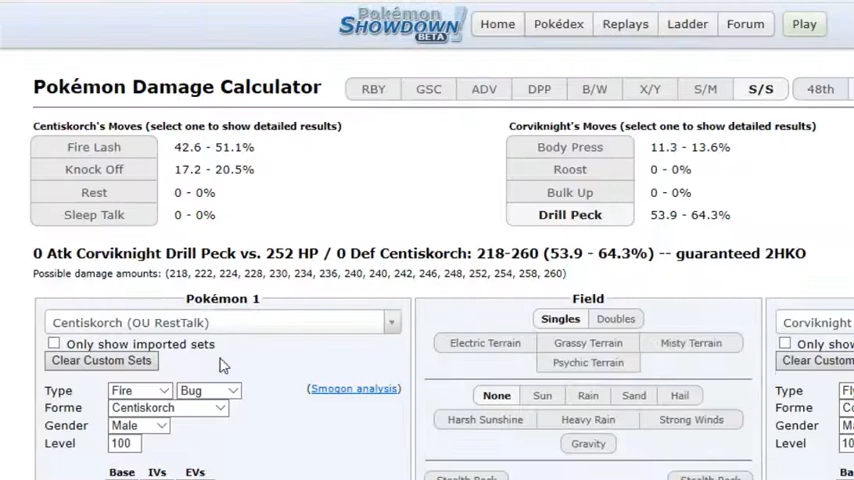 Pokémon SHOWDOWN! BETA
Home Pokédex Replays Ladder Forum Play
Pokémon Damage Calculator
RBY GSC ADV DPP B/W X/Y S/M S/S 48th
Centiskorch's Moves (select one to show detailed results)
Fire Lash 42.6 - 51.1%
Knock Off 17.2 - 20.5%
Rest 0 - 0%
Sleep Talk 0 - 0%
Corviknight's Moves (select one to show detailed results)
Body Press 11.3 - 13.6%
Roost 0 - 0%
Bulk Up 0 - 0%
Drill Peck 53.9 - 64.3%
0 Atk Corviknight Drill Peck vs. 252 HP / 0 Def Centiskorch: 218-260 (53.9 - 64.3%) -- guaranteed 2HKO
Possible damage amounts: (218, 222, 224, 228, 230, 234, 236, 240, 240, 242, 246, 248, 252, 254, 258, 260)
Pokémon 1
Centiskorch (OU RestTalk)
Only show imported sets
Clear Custom Sets
Type Fire Bug (Smogon analysis)
Forme Centiskorch
Gender Male
Level 100
Base IVs EVs
Field
Singles Doubles
Electric Terrain Grassy Terrain Misty Terrain
Psychic Terrain
None Sun Rain Sand Hail
Harsh Sunshine Heavy Rain Strong Winds
Gravity
Stealth Rock Stealth Rock
Corviknight
Only show
Clear Custom
Type
Forme
Gender
Level 10